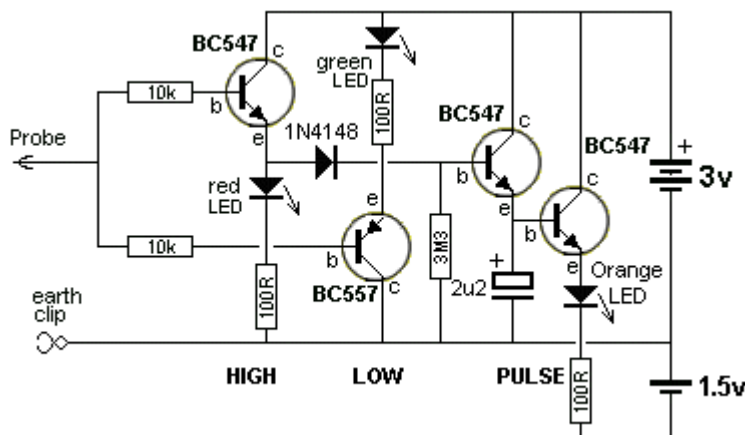 BC547
c
green
LED
10k
b
e
1N4148
100R
BC547
c
BC547
c
+
3v
Probe
red
LED
b
e
e
b
3M3
10k
b
c
BC557
+
2u2
e
Orange
LED
earth
clip
100R
HIGH
LOW
PULSE
100R
1.5v